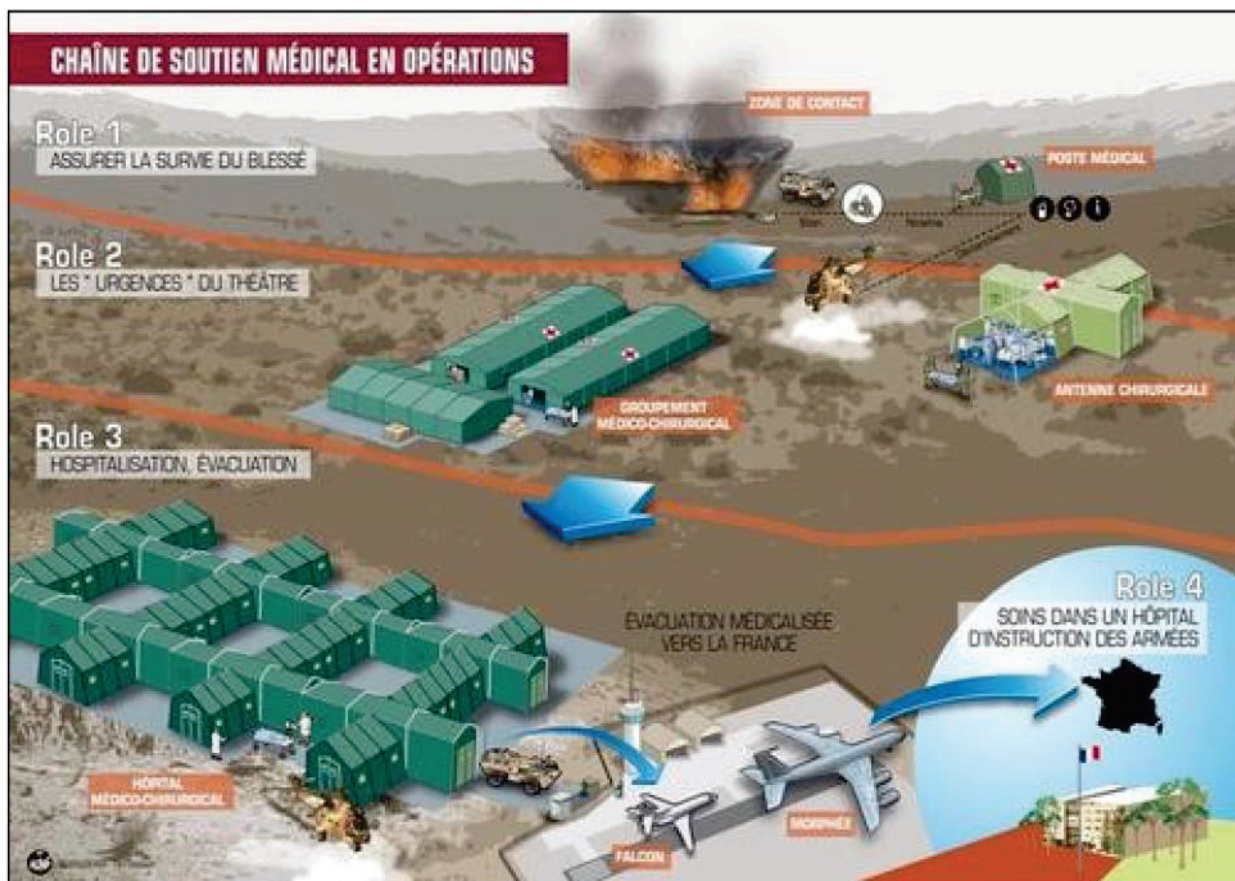 CHAÎNE DE SOUTIEN MÉDICAL EN OPÉRATIONS
ZONE DE CONTACT
Role 1
ASSURER LA SURVIE DU BLESSÉ
POSTE MÉDICAL
Role 2
LES " URGENCES " DU THÉÂTRE
ANTENNE CHIRURGICALE
GROUPEMENT
MÉDICO-CHIRURGICAL
Role 3
HOSPITALISATION, ÉVACUATION
Role 4
SOINS DANS UN HÔPITAL
D'INSTRUCTION DES ARMÉES
ÉVACUATION MÉDICALISÉE
VERS LA FRANCE
HÔPITAL
MÉDICO-CHIRURGICAL
MORPHÉE
FALCON